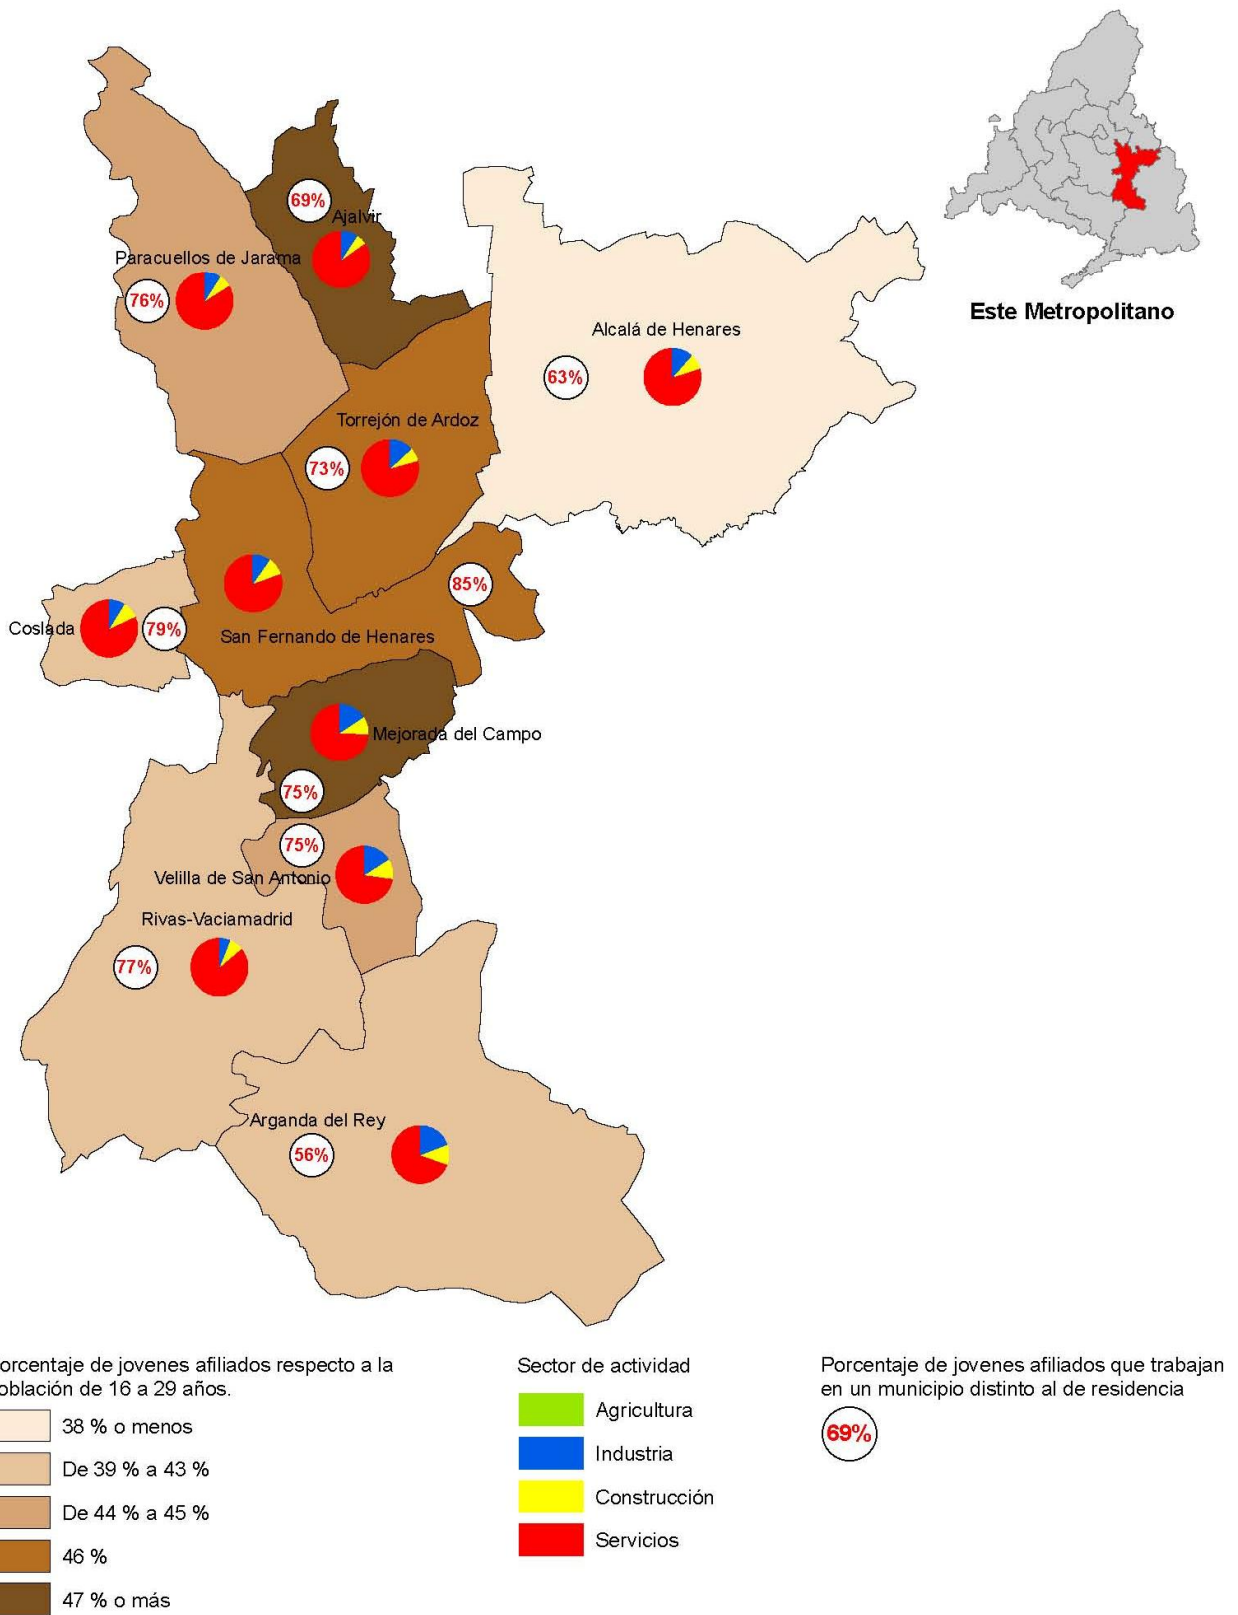 Este Metropolitano
69%
Ajalvir
Paracuellos de Jarama
76%
Alcalá de Henares
63%
Torrejón de Ardoz
73%
85%
Coslada
79%
San Fernando de Henares
Mejorada del Campo
75%
75%
Velilla de San Antonio
Rivas-Vaciamadrid
77%
Arganda del Rey
56%
orcentaje de jovenes afiliados respecto a la
oblación de 16 a 29 años.
38 % o menos
De 39 % a 43 %
De 44 % a 45 %
46 %
47 % o más
Sector de actividad
Agricultura
Industria
Construcción
Servicios
Porcentaje de jovenes afiliados que trabajan
en un municipio distinto al de residencia
69%